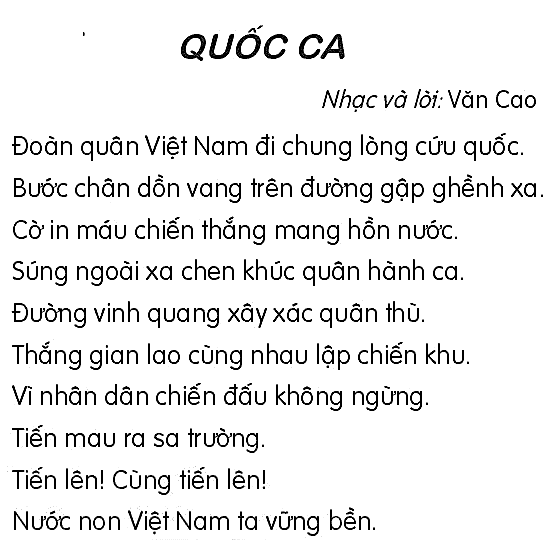 QUỐC CA
Nhạc và lời: Văn Cao
Đoàn quân Việt Nam đi chung lòng cứu quốc.
Bước chân dồn vang trên đường gập ghềnh xa.
Cờ in máu chiến thắng mang hồn nước.
Súng ngoài xa chen khúc quân hành ca.
Đường vinh quang xây xác quân thù.
Thắng gian lao cùng nhau lập chiến khu.
Vì nhân dân chiến đấu không ngừng.
Tiến mau ra sa trường.
Tiến lên! Cùng tiến lên!
Nước non Việt Nam ta vững bền.